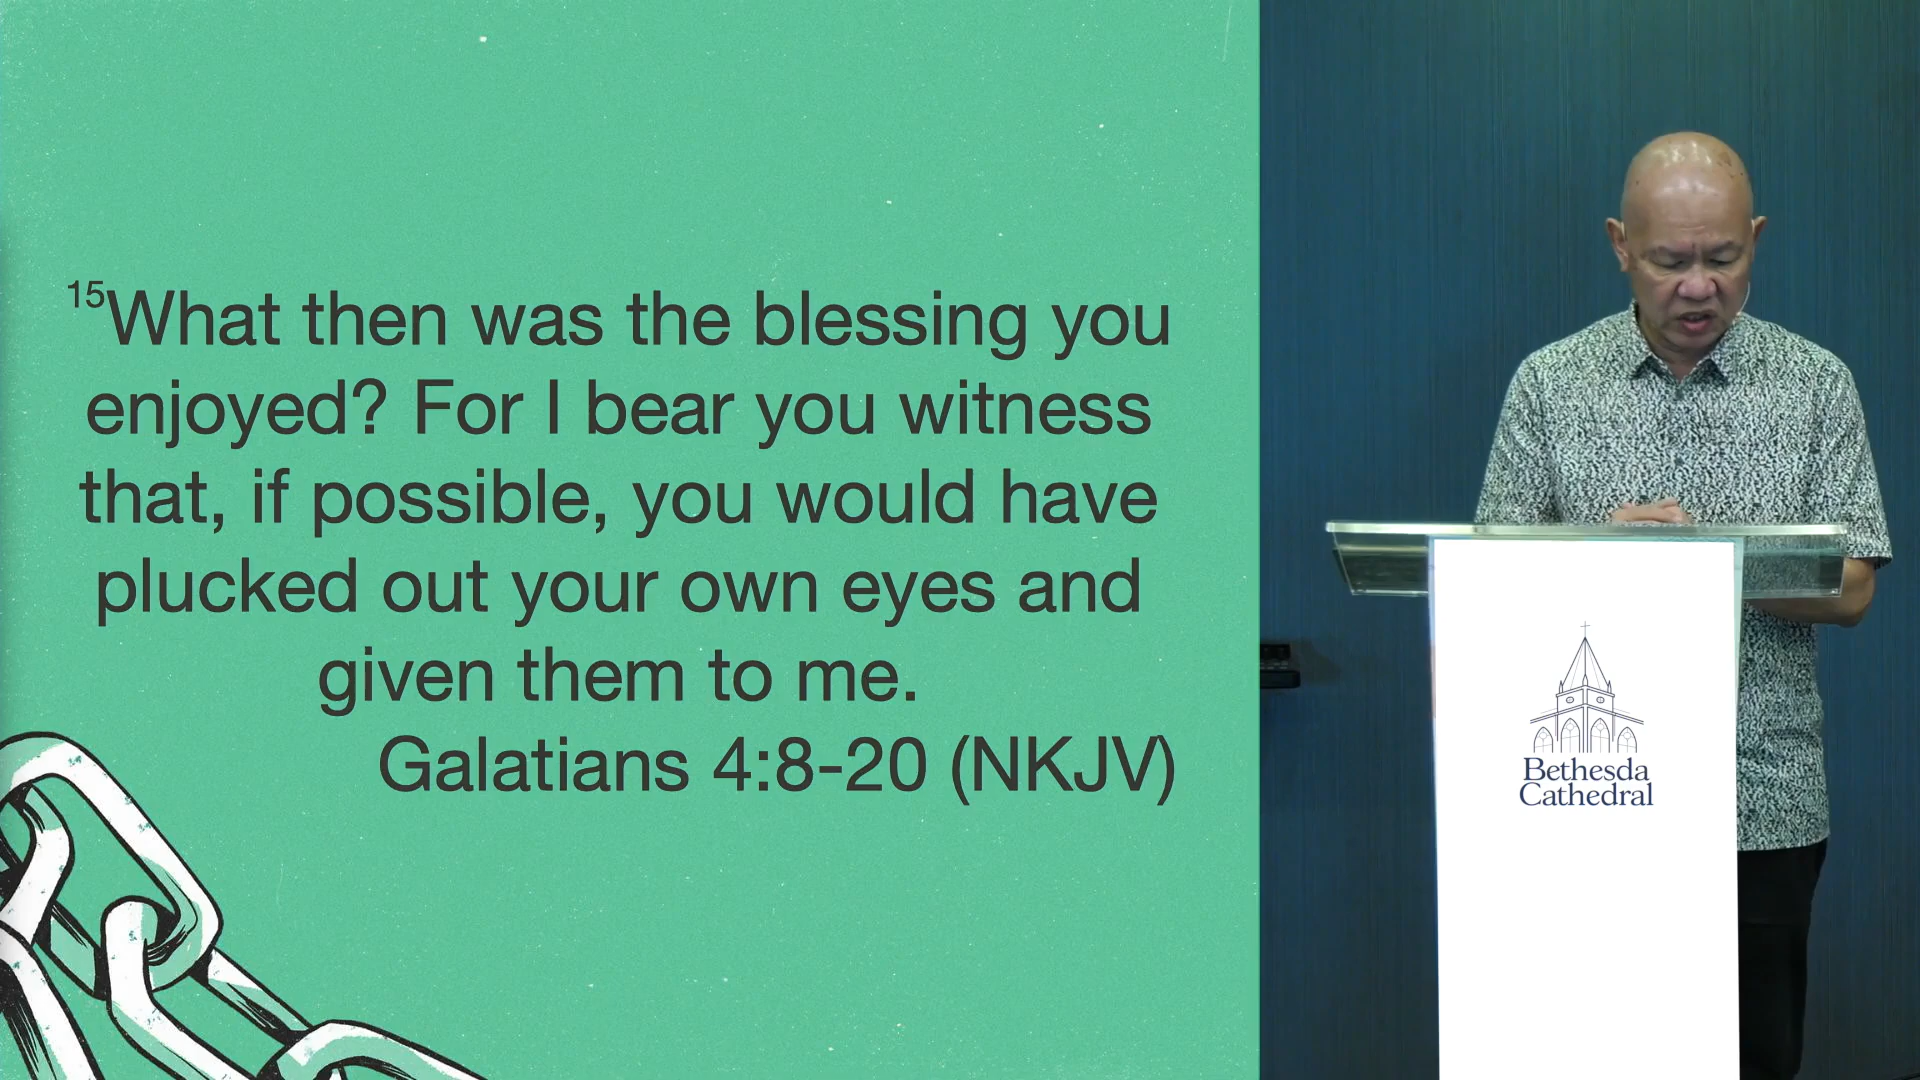 15What then was the blessing you
enjoyed? For I bear you witness
that, if possible, you would have
plucked out your own eyes and
given them to me.
Galatians 4:8-20 (NKJV)
Bethesda
Cathedral